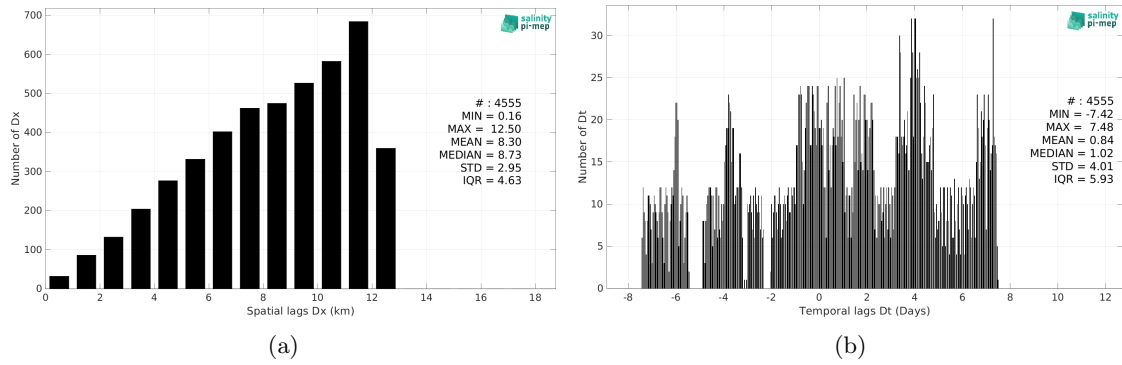 700
600
500
400
300
200
100
0
Number of Dx
0 2 4 6 8 10 12 14 16 18
Spatial lags Dx (km)
salinity
pi-mep
# : 4555
MIN = 0.16
MAX = 12.50
MEAN = 8.30
MEDIAN = 8.73
STD = 2.95
IQR = 4.63
(a)
30
25
20
15
10
5
0
Number of Dt
-8 -6 -4 -2 0 2 4 6 8 10 12
Temporal lags Dt (Days)
salinity
pi-mep
# : 4555
MIN = -7.42
MAX = 7.48
MEAN = 0.84
MEDIAN = 1.02
STD = 4.01
IQR = 5.93
(b)